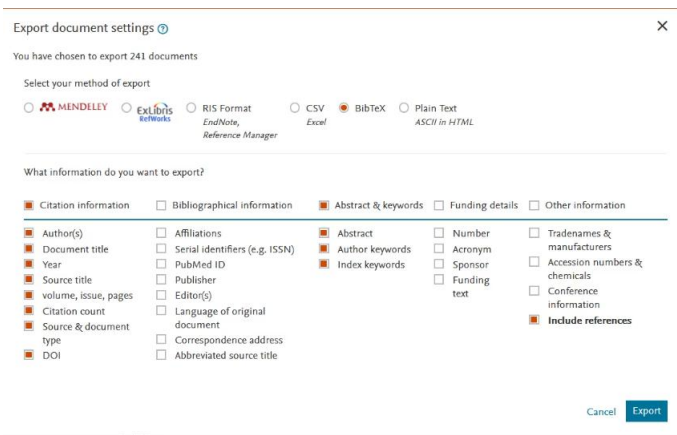 Export document settings ?
You have chosen to export 241 documents
Select your method of export
MENDELEY
ExLibris
RefWorks
RIS Format
EndNote,
Reference Manager
CSV
Excel
BibTeX
Plain Text
ASCII in HTML
What information do you want to export?
Citation information
Author(s)
Document title
Year
Source title
volume, issue, pages
Citation count
Source & document
type
DOI
Bibliographical information
Affiliations
Serial identifiers (e.g. ISSN)
PubMed ID
Publisher
Editor(s)
Language of original
document
Correspondence address
Abbreviated source title
Abstract & keywords
Abstract
Author keywords
Index keywords
Funding details
Number
Acronym
Sponsor
Funding
text
Other information
Tradenames &
manufacturers
Accession numbers &
chemicals
Conference
information
Include references
Cancel
Export